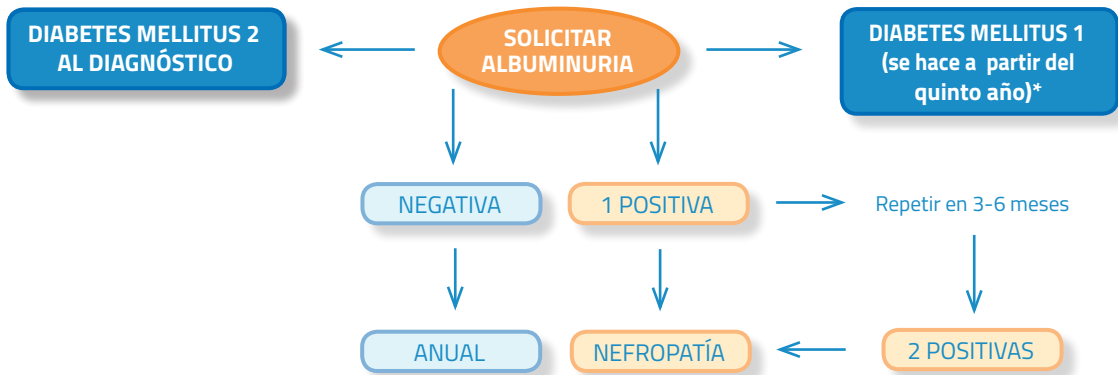 DIABETES MELLITUS 2
AL DIAGNÓSTICO
SOLICITAR
ALBUMINURIA
DIABETES MELLITUS 1
(se hace a partir del
quinto año)*
NEGATIVA
1 POSITIVA
Repetir en 3-6 meses
ANUAL
NEFROPATÍA
2 POSITIVAS